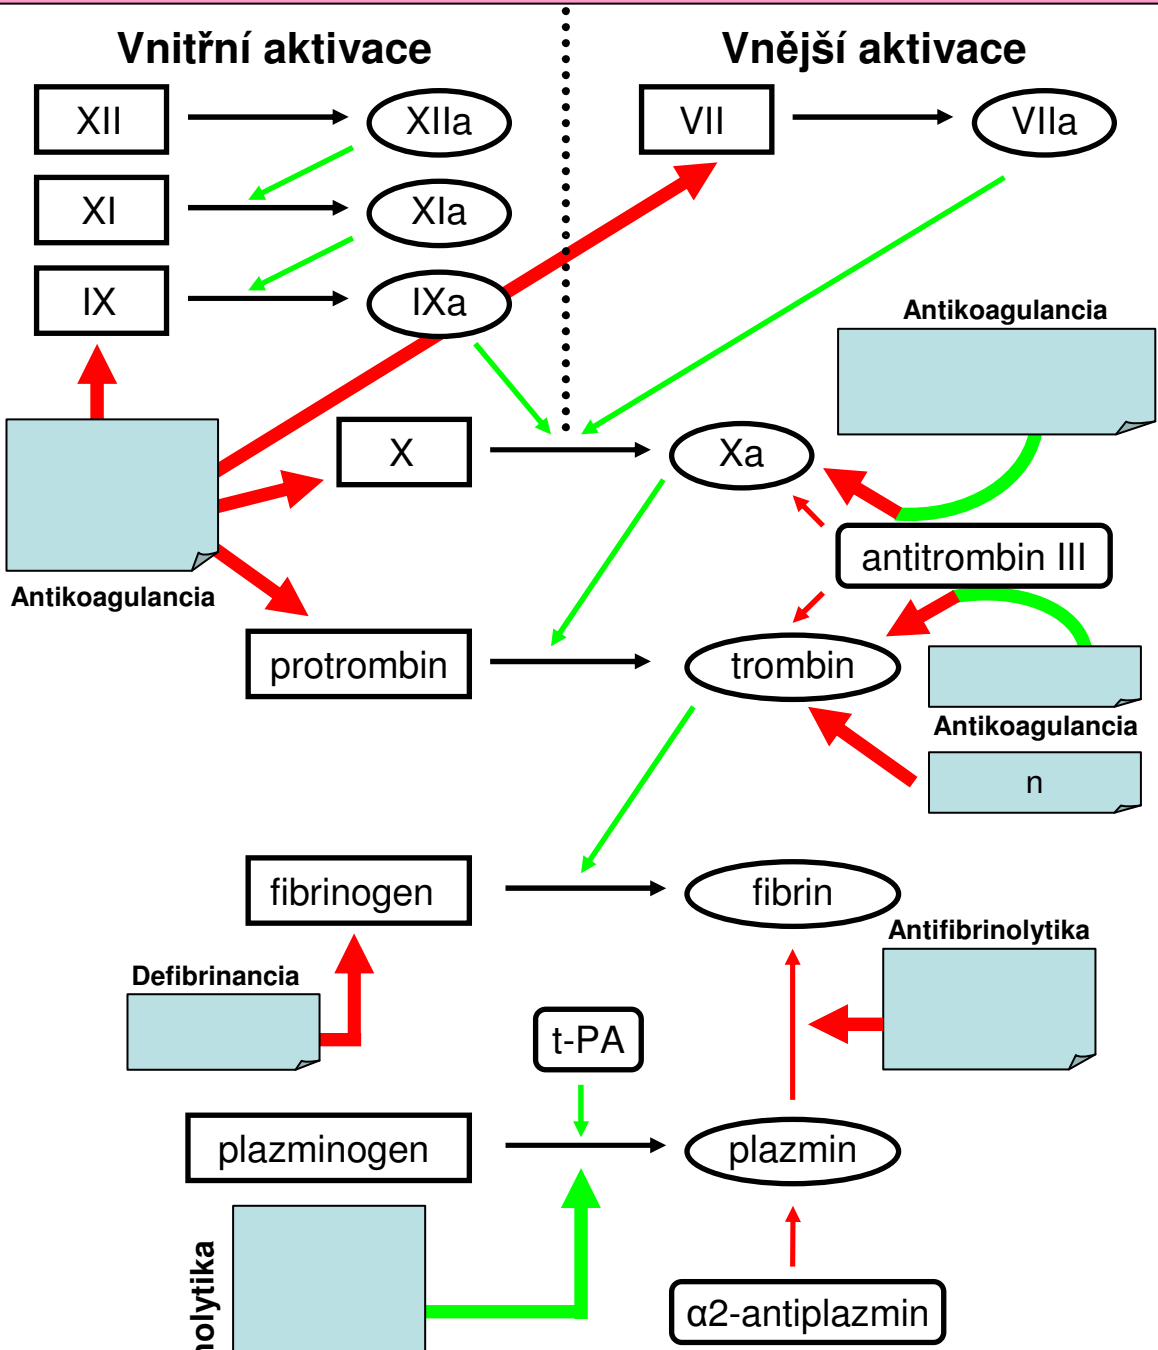 Vnitřní aktivace
Vnější aktivace
XII
XIIa
VII
VIIa
XI
XIa
IX
IXa
Antikoagulancia
X
Xa
antitrombin III
Antikoagulancia
protrombin
trombin
Antikoagulancia
n
fibrinogen
fibrin
Antifibrinolytika
Defibrinancia
t-PA
plazminogen
plazmin
nolytika
α2-antiplazmin